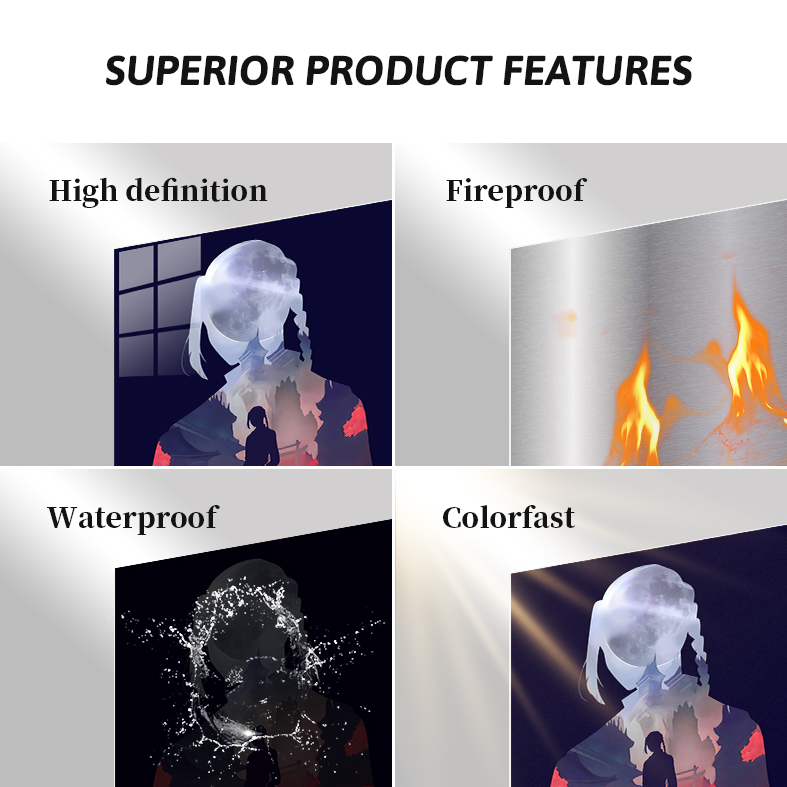 SUPERIOR PRODUCT FEATURES
High definition
Fireproof
Waterproof
Colorfast